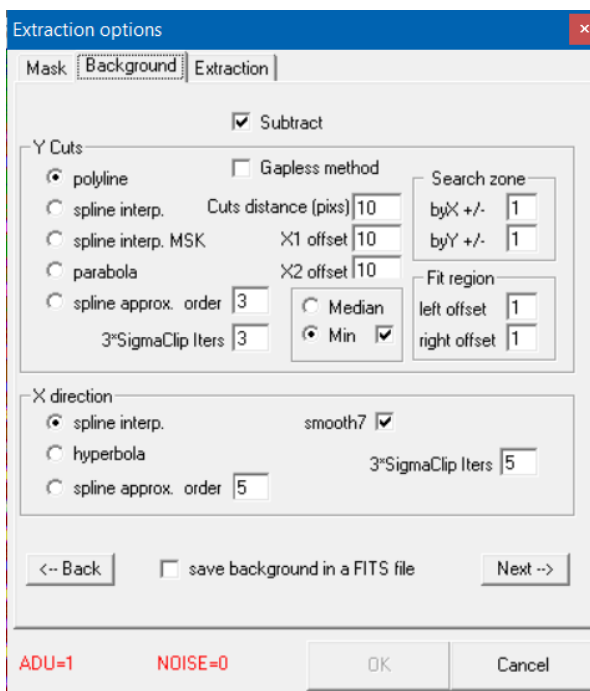 Extraction options
×
Mask Background Extraction
Subtract
Y Cuts
Gapless method
polyline
Search zone
spline interp. Cuts distance (pixs) 10 byX +/- 1
spline interp. MSK X1 offset 10 byY +/- 1
parabola X2 offset 10
Fit region
spline approx. order 3 Median left offset 1
3*SigmaClip Iters 3 Min right offset 1
X direction
spline interp. smooth7
hyperbola
3*SigmaClip Iters 5
spline approx. order 5
<-- Back save background in a FITS file Next -->
ADU=1 NOISE=0 OK Cancel